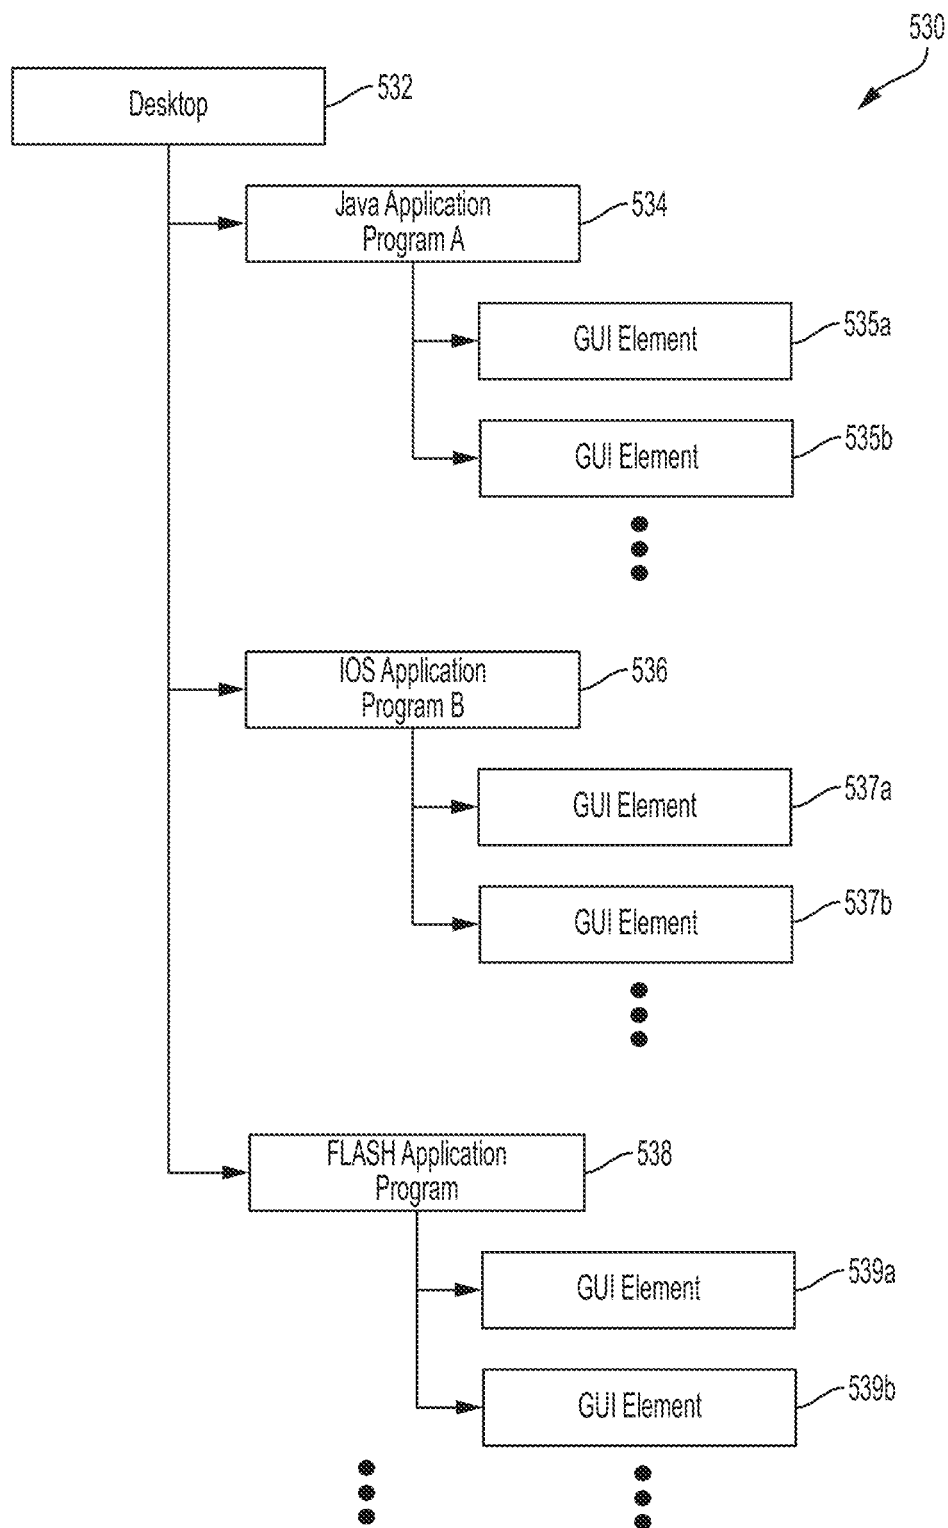 530
Desktop
532
Java Application
Program A
534
GUI Element
535a
GUI Element
535b
IOS Application
Program B
536
GUI Element
537a
GUI Element
537b
FLASH Application
Program
538
GUI Element
539a
GUI Element
539b